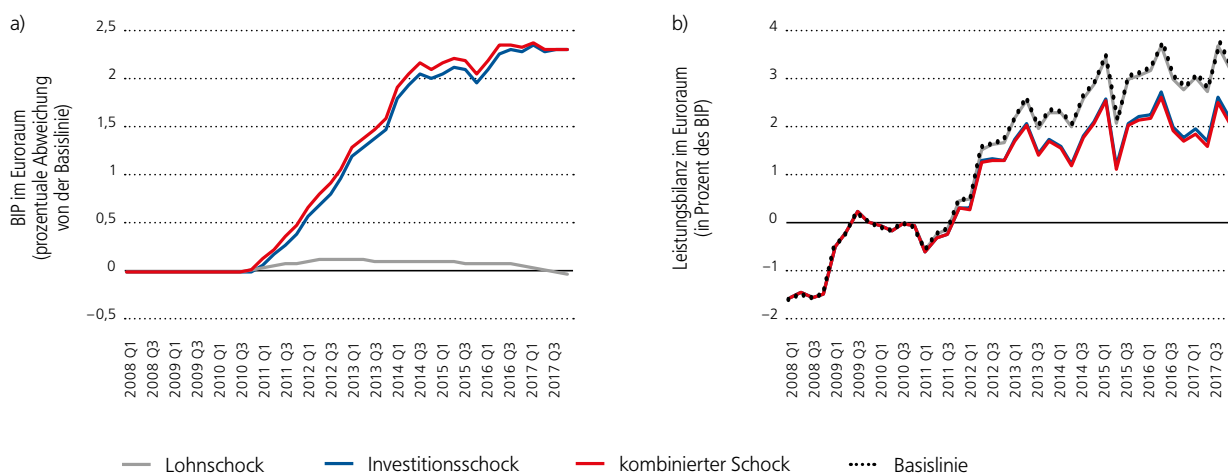 a)
BIP im Euroraum
(prozentuale Abweichung
von der Basislinie)
2,5
2
1,5
1
0,5
0
−0,5
2008 Q1
2008 Q3
2009 Q1
2009 Q3
2010 Q1
2010 Q3
2011 Q1
2011 Q3
2012 Q1
2012 Q3
2013 Q1
2013 Q3
2014 Q1
2014 Q3
2015 Q1
2015 Q3
2016 Q1
2016 Q3
2017 Q1
2017 Q3
b)
Leistungsbilanz im Euroraum
(in Prozent des BIP)
4
3
2
1
0
−1
−2
2008 Q1
2008 Q3
2009 Q1
2009 Q3
2010 Q1
2010 Q3
2011 Q1
2011 Q3
2012 Q1
2012 Q3
2013 Q1
2013 Q3
2014 Q1
2014 Q3
2015 Q1
2015 Q3
2016 Q1
2016 Q3
2017 Q1
2017 Q3
Lohnschock
Investitionsschock
kombinierter Schock
Basislinie